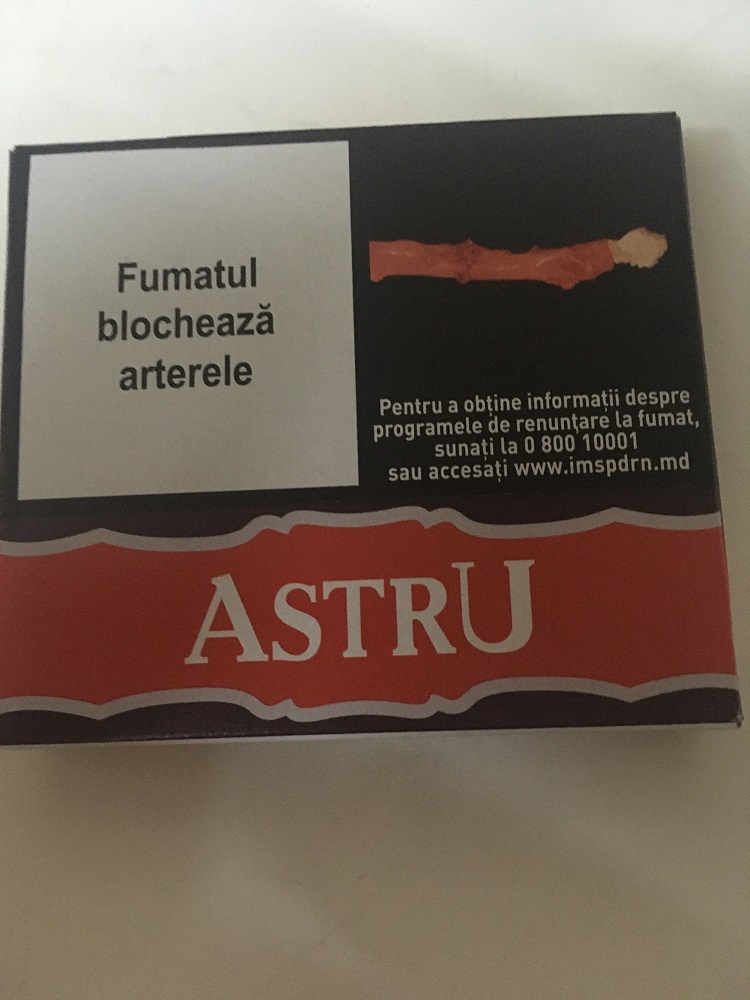 Fumatul
blochează
arterele
Pentru a obține informații despre
programele de renunțare la fumat,
sunați la 0 800 10001
sau accesați www.imspdrn.md
ASTRU